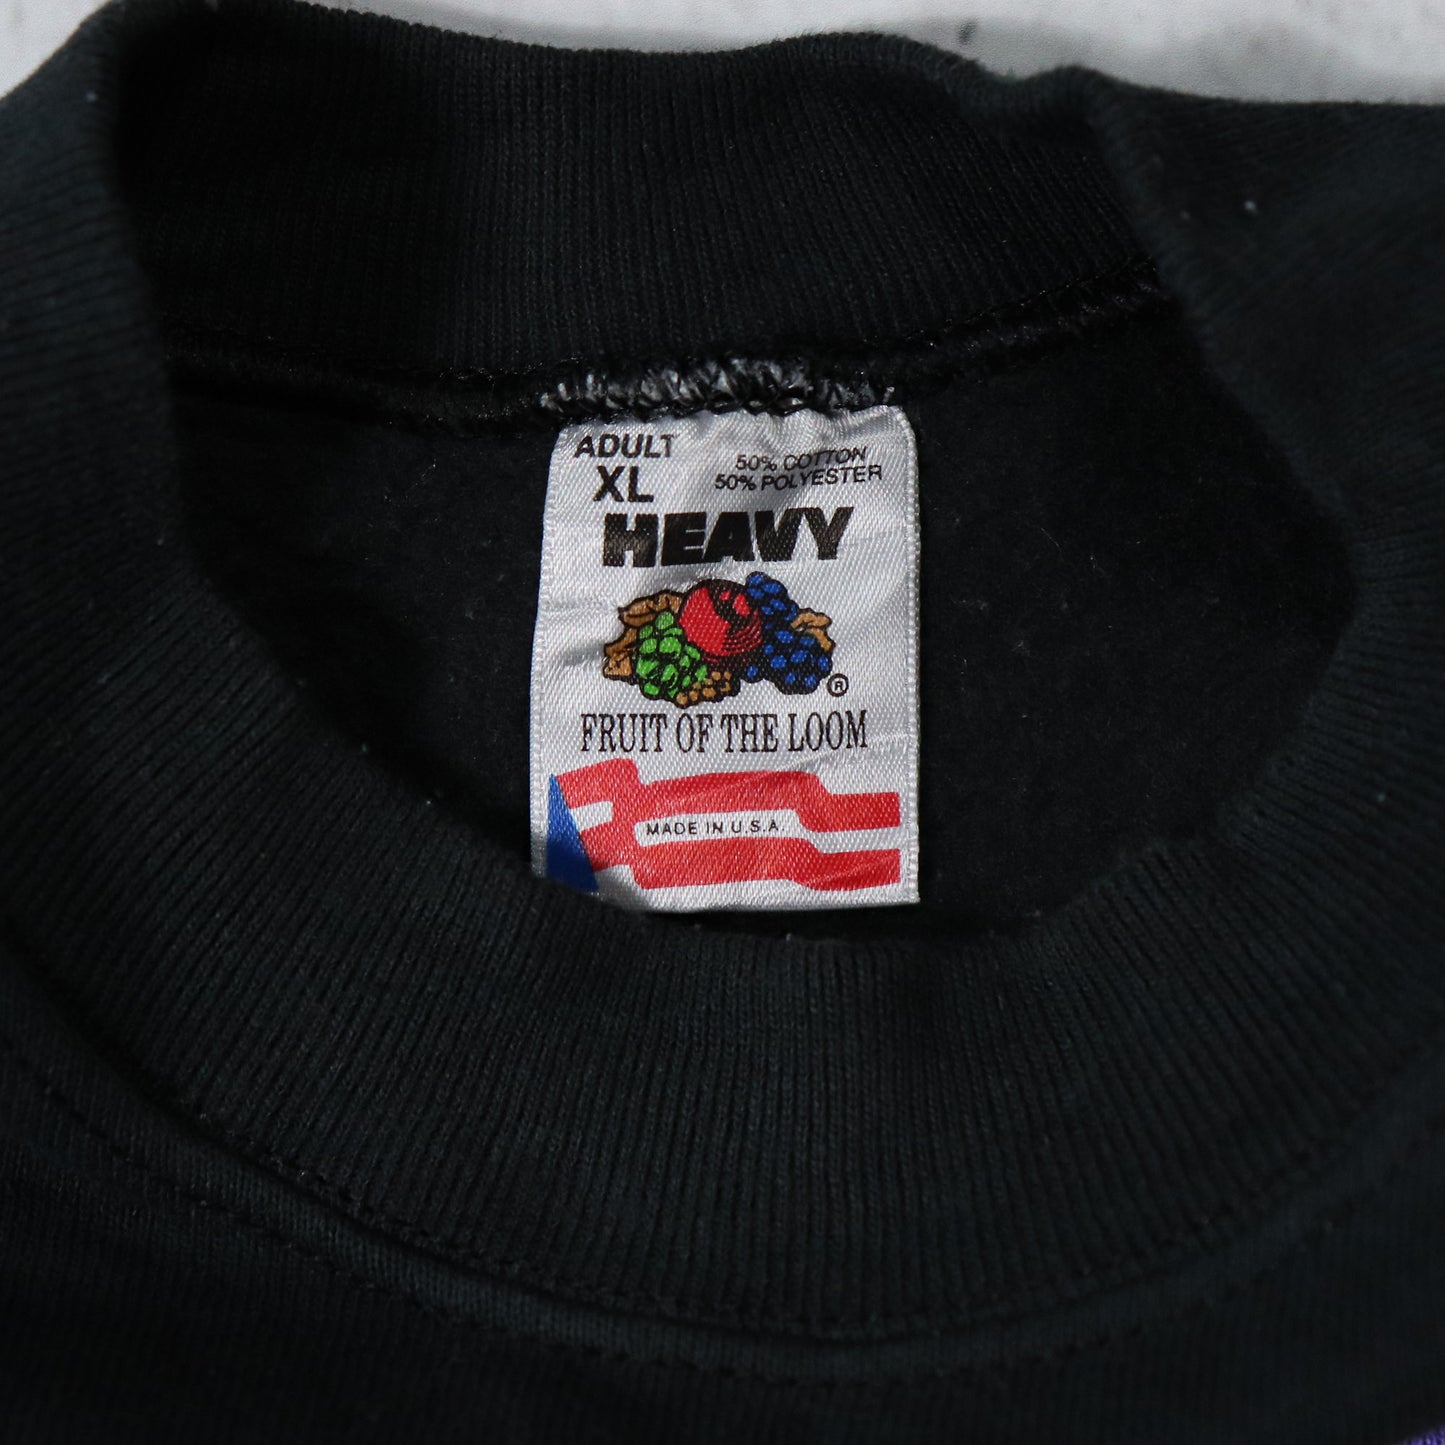 ADULT
XL
50% COTTON
50% POLYESTER
HEAVY
®
FRUIT OF THE LOOM
MADE IN U.S.A.